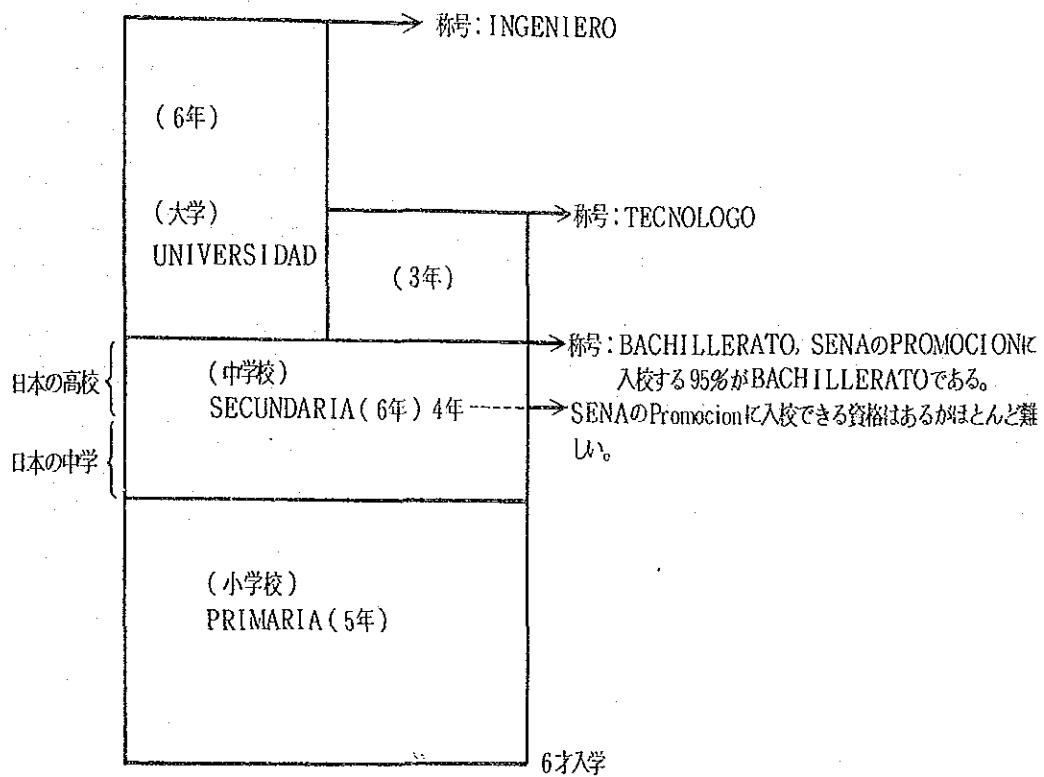 称号：INGENIERO
（6年）
（大学）
UNIVERSIDAD
称号：TECNOLOGO
（3年）
称号：BACHILLERATO, SENAのPROMOCIONに
入校する95%がBACHILLERATOである。
日本の高校
（中学校）
SECUNDARIA（6年）4年
SENAのPromocionに入校できる資格はあるがほとんど難
しい。
日本の中学
（小学校）
PRIMARIA（5年）
6才入学